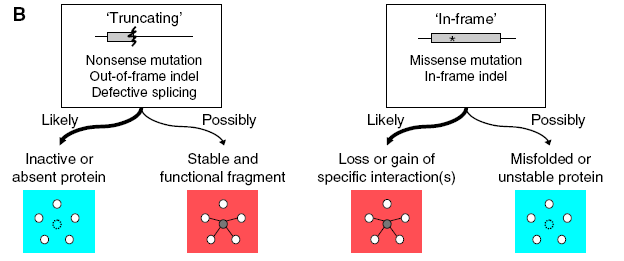 B
‘Truncating’
Nonsense mutation
Out-of-frame indel
Defective splicing
Likely
Possibly
Inactive or
absent protein
Stable and
functional fragment
‘In-frame’
*
Missense mutation
In-frame indel
Likely
Possibly
Loss or gain of
specific interaction(s)
Misfolded or
unstable protein